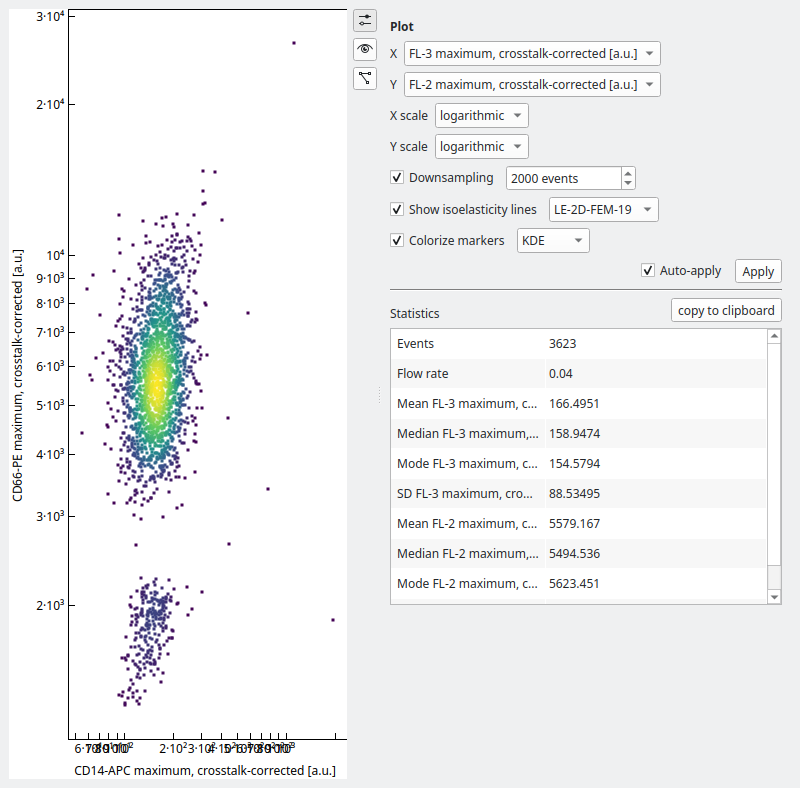 3·10⁴
2·10⁴
10⁴
9·10³
8·10³
7·10³
6·10³
5·10³
4·10³
3·10³
2·10³
CD66-PE maximum, crosstalk-corrected [a.u.]
2·10²
CD14-APC maximum, crosstalk-corrected [a.u.]
Plot
X FL-3 maximum, crosstalk-corrected [a.u.]
Y FL-2 maximum, crosstalk-corrected [a.u.]
X scale logarithmic
Y scale logarithmic
Downsampling 2000 events
Show isoelasticity lines LE-2D-FEM-19
Colorize markers KDE
Auto-apply Apply
Statistics copy to clipboard
Events 3623
Flow rate 0.04
Mean FL-3 maximum, c... 166.4951
Median FL-3 maximum,... 158.9474
Mode FL-3 maximum, c... 154.5794
SD FL-3 maximum, cro... 88.53495
Mean FL-2 maximum, c... 5579.167
Median FL-2 maximum,... 5494.536
Mode FL-2 maximum, c... 5623.451